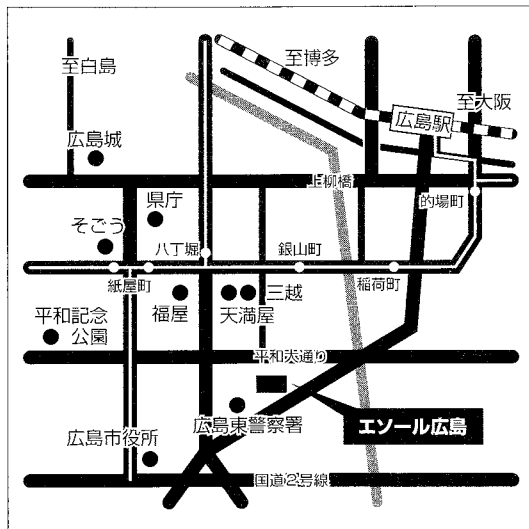 至白島
至博多
広島駅
至大阪
広島城
上柳橋
県庁
的場町
そごう
八丁堀
銀山町
紙屋町
稲荷町
福屋
天満屋
三越
平和記念
公園
平和大通り
広島東警察署
エソール広島
広島市役所
国道2号線